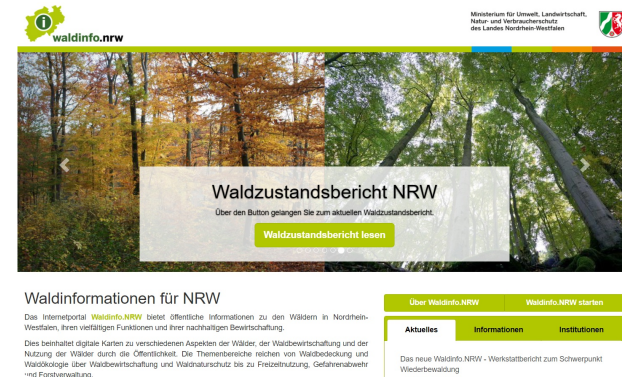 waldinfo.nrw
Ministerium für Umwelt, Landwirtschaft,
Natur- und Verbraucherschutz
des Landes Nordrhein-Westfalen
Waldzustandsbericht NRW
Über den Button gelangen Sie zum aktuellen Waldzustandsbericht.
Waldzustandsbericht lesen
Waldinformationen für NRW
Das Internetportal Waldinfo.NRW bietet öffentliche Informationen zu den Wäldern in Nordrhein-
Westfalen, ihren vielfältigen Funktionen und ihrer nachhaltigen Bewirtschaftung.
Dies beinhaltet digitale Karten zu verschiedenen Aspekten der Wälder, der Waldbewirtschaftung und der
Nutzung der Wälder durch die Öffentlichkeit. Die Themenbereiche reichen von Waldbedeckung und
Waldökologie über Waldbewirtschaftung und Waldnaturschutz bis zu Freizeitnutzung, Gefahrenabwehr
und Forstverwaltung.
Über Waldinfo.NRW
Waldinfo.NRW starten
Aktuelles
Informationen
Institutionen
Das neue Waldinfo.NRW - Werkstattbericht zum Schwerpunkt
Wiederbewaldung